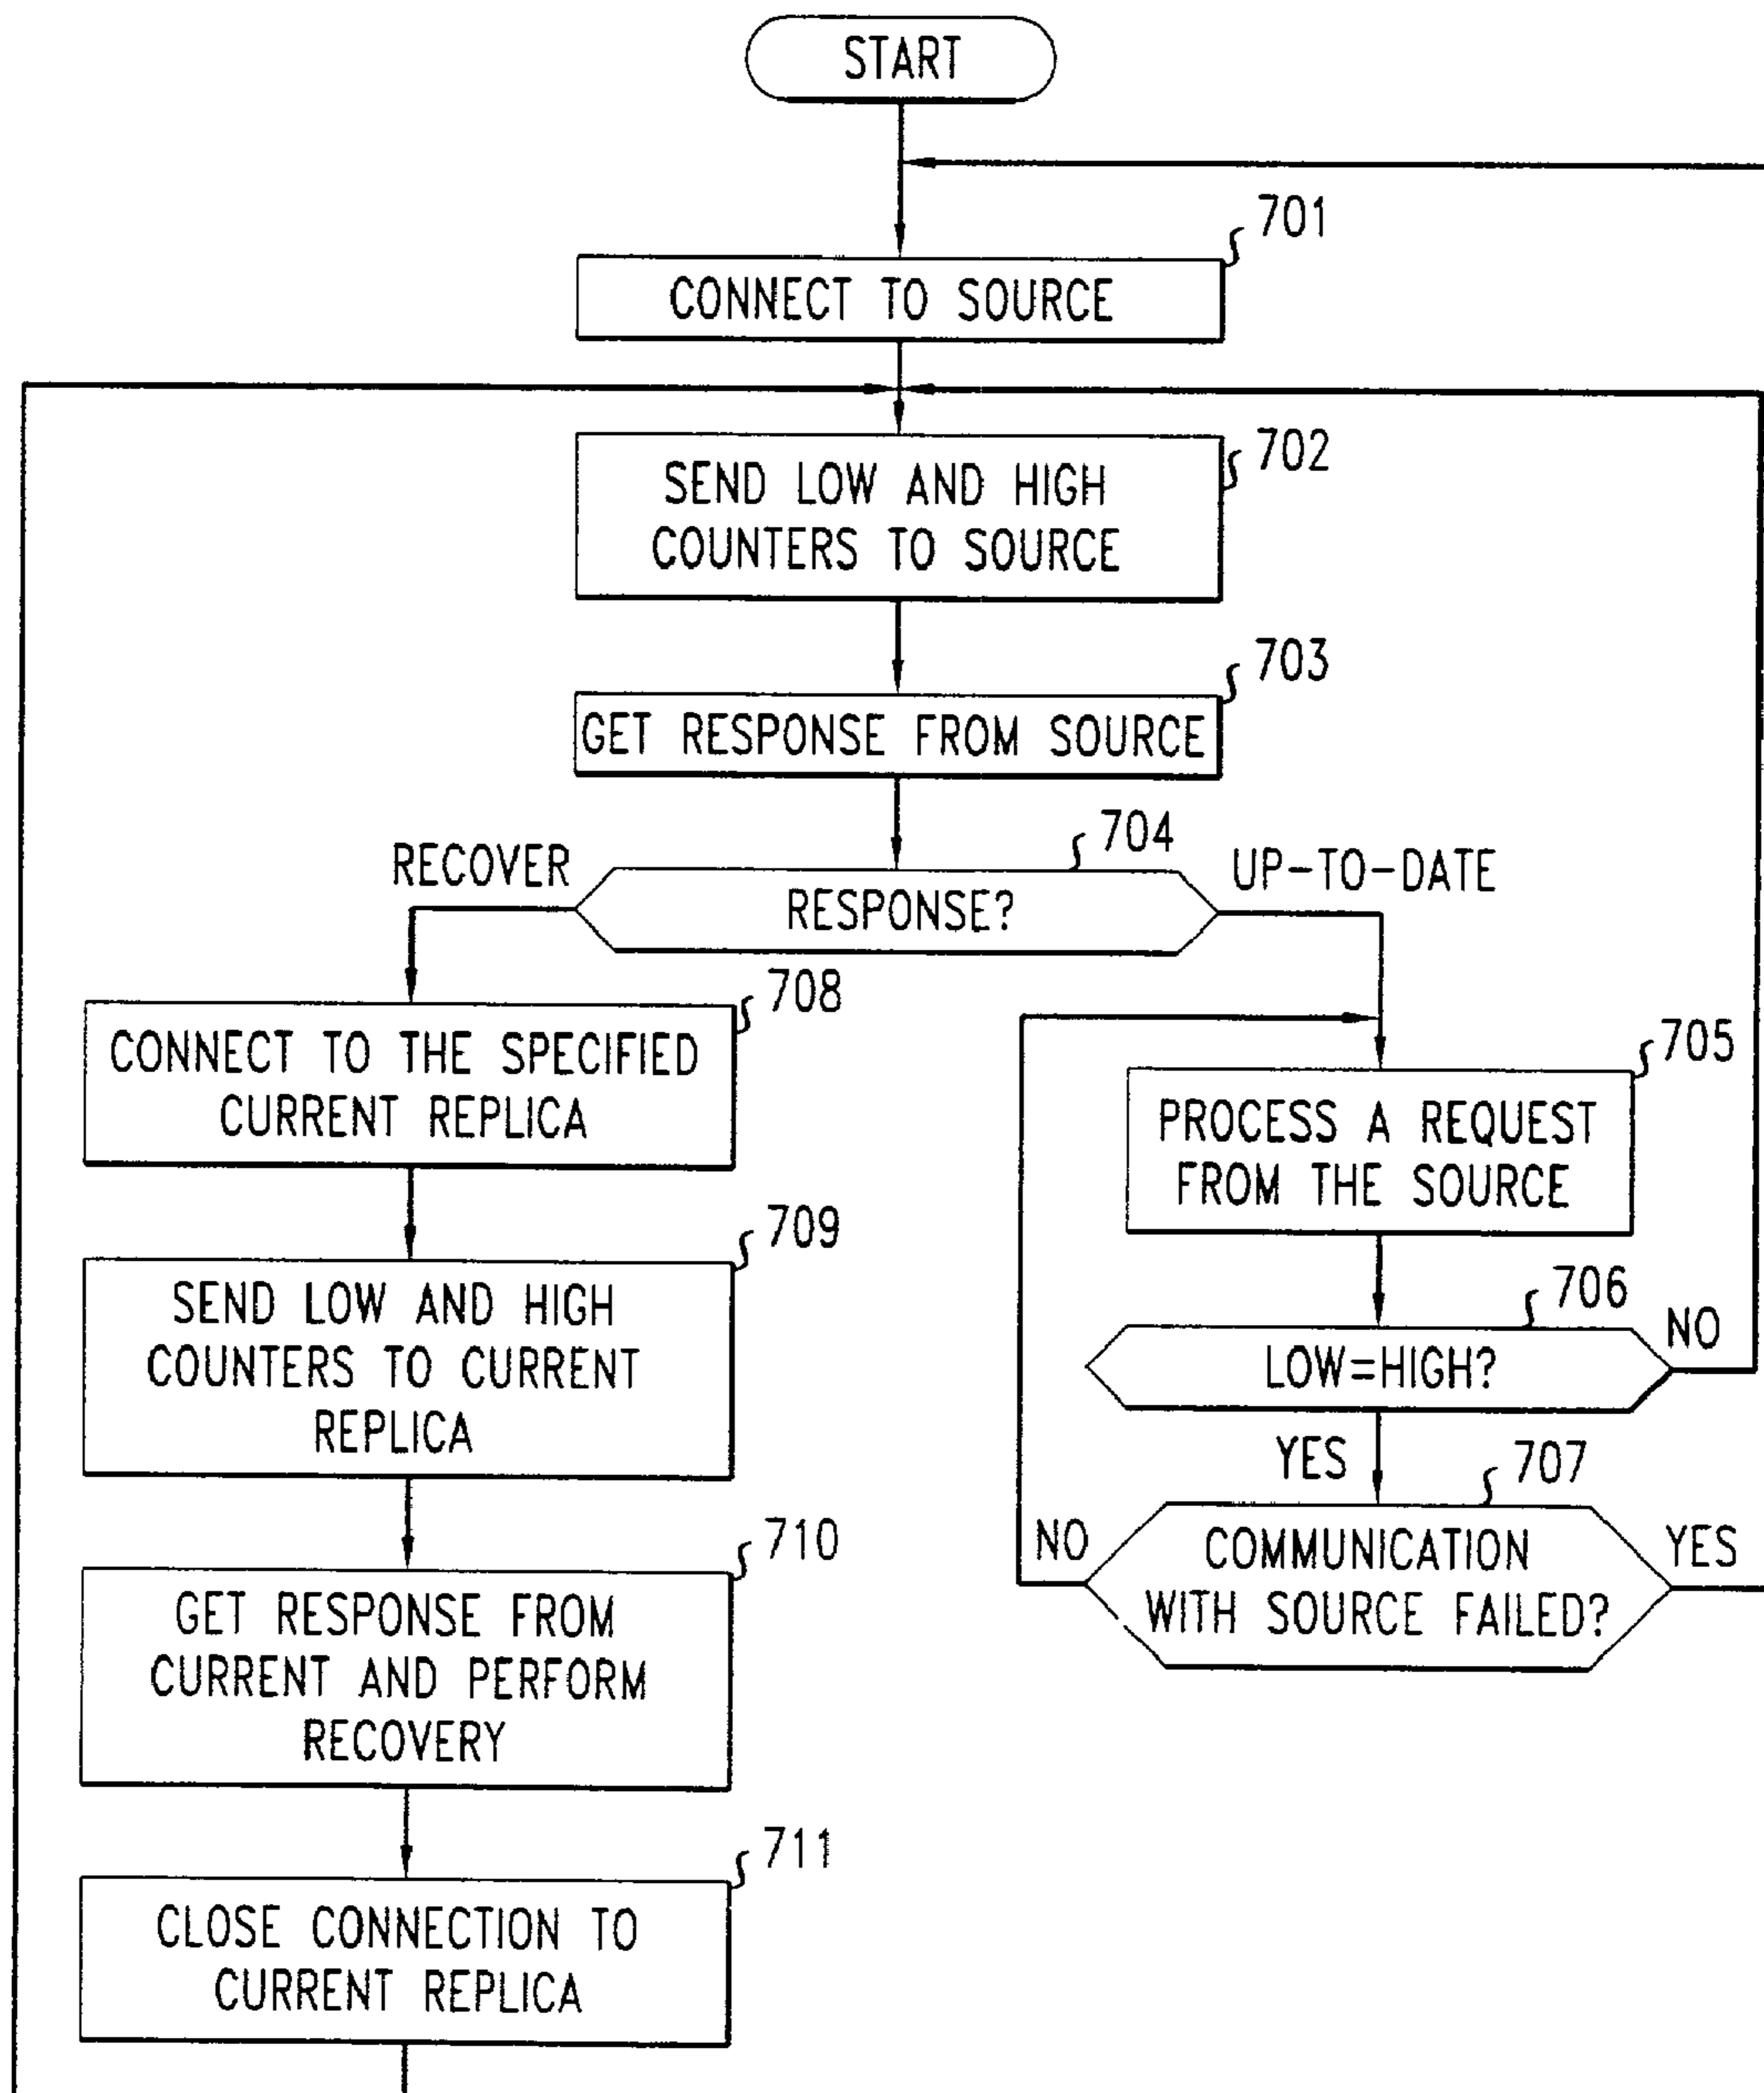 START
701
CONNECT TO SOURCE
702
SEND LOW AND HIGH
COUNTERS TO SOURCE
703
GET RESPONSE FROM SOURCE
704
RECOVER
RESPONSE?
UP-TO-DATE
708
CONNECT TO THE SPECIFIED
CURRENT REPLICA
709
SEND LOW AND HIGH
COUNTERS TO CURRENT
REPLICA
710
GET RESPONSE FROM
CURRENT AND PERFORM
RECOVERY
711
CLOSE CONNECTION TO
CURRENT REPLICA
705
PROCESS A REQUEST
FROM THE SOURCE
706
LOW=HIGH?
NO
YES
707
NO
COMMUNICATION
WITH SOURCE FAILED?
YES